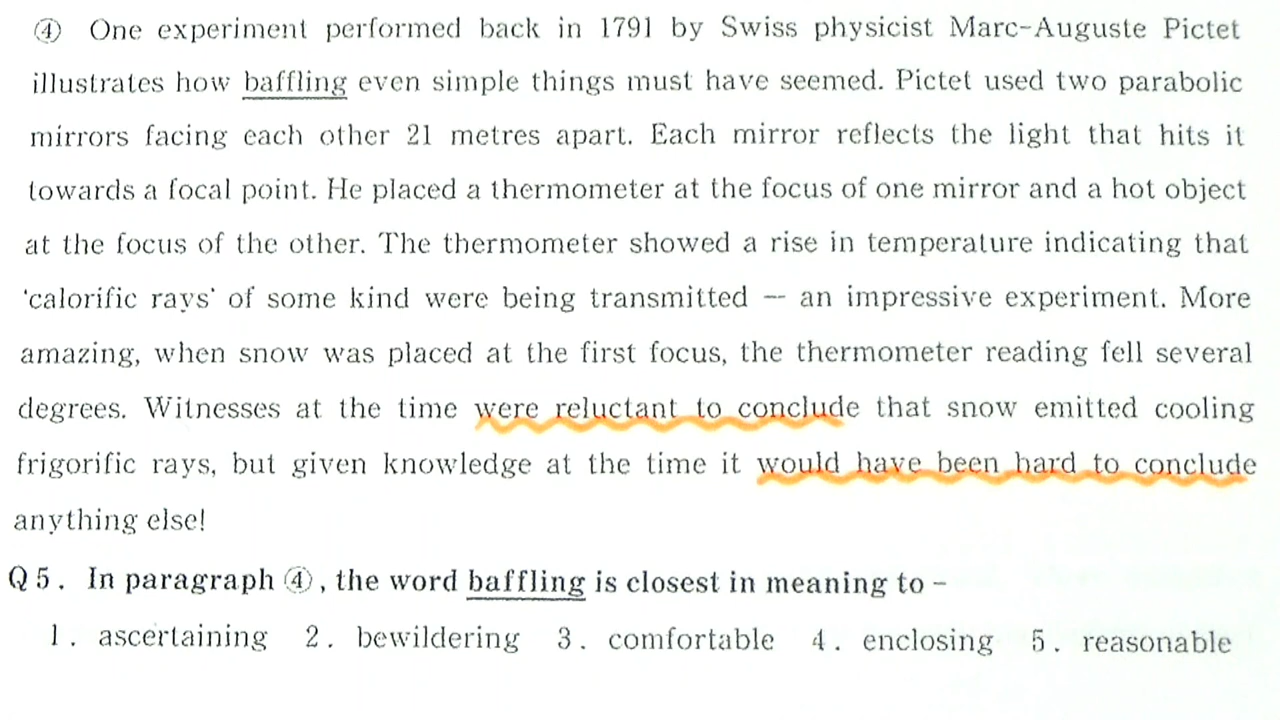 ④ One experiment performed back in 1791 by Swiss physicist Marc-Auguste Pictet
illustrates how baffling even simple things must have seemed. Pictet used two parabolic
mirrors facing each other 21 metres apart. Each mirror reflects the light that hits it
towards a focal point. He placed a thermometer at the focus of one mirror and a hot object
at the focus of the other. The thermometer showed a rise in temperature indicating that
‘calorific rays’ of some kind were being transmitted — an impressive experiment. More
amazing, when snow was placed at the first focus, the thermometer reading fell several
degrees. Witnesses at the time were reluctant to conclude that snow emitted cooling
frigorific rays, but given knowledge at the time it would have been hard to conclude
anything else!
Q5. In paragraph ④, the word baffling is closest in meaning to –
1. ascertaining 2. bewildering 3. comfortable 4. enclosing 5. reasonable